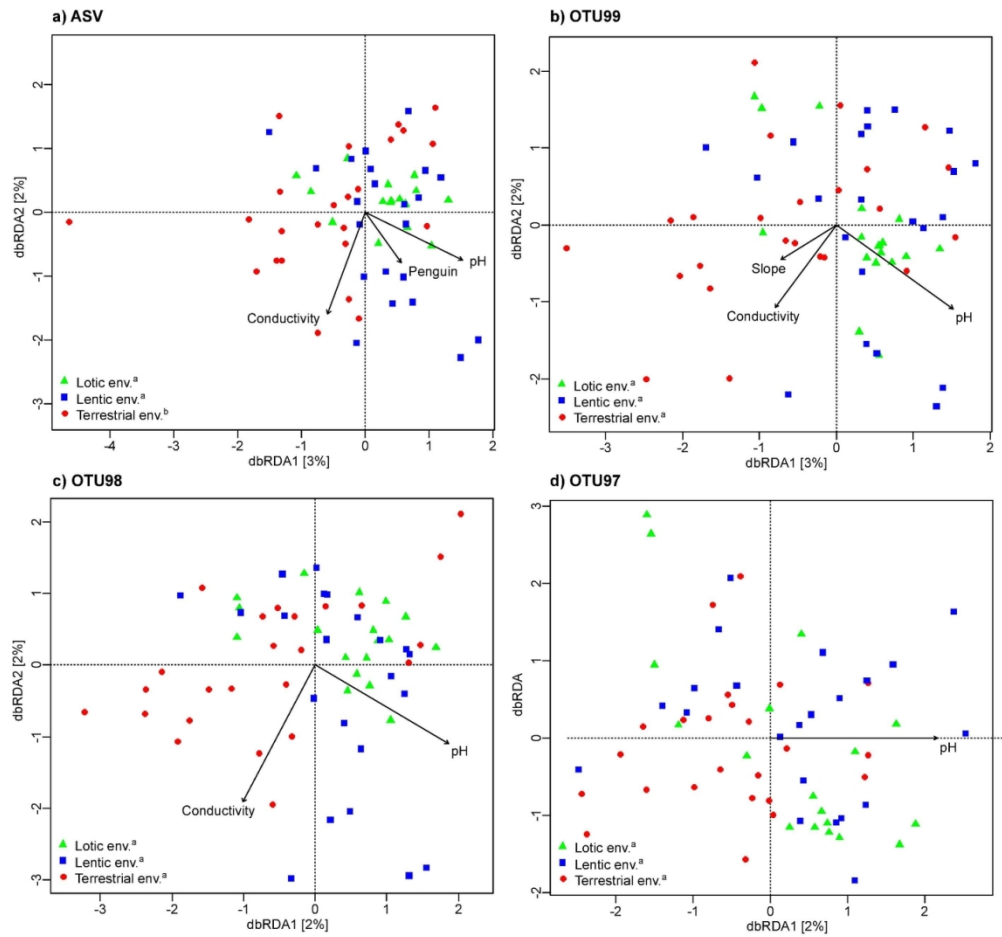 a) ASV
dbRDA2 [2%]
2
1
0
-1
-2
-3
Penguin
pH
Conductivity
Lotic env.a
Lentic env.a
Terrestrial env.b
-4
-3
-2
-1
0
1
2
dbRDA1 [3%]
b) OTU99
dbRDA2 [2%]
2
1
0
-1
-2
Slope
Conductivity
pH
Lotic env.a
Lentic env.a
Terrestrial env.a
-3
-2
-1
0
1
2
dbRDA1 [3%]
c) OTU98
dbRDA2 [2%]
2
1
0
-1
-2
-3
pH
Conductivity
Lotic env.a
Lentic env.a
Terrestrial env.a
-3
-2
-1
0
1
2
dbRDA1 [2%]
d) OTU97
dbRDA
3
2
1
0
-1
-2
pH
Lotic env.a
Lentic env.a
Terrestrial env.a
-2
-1
0
1
2
dbRDA1 [2%]